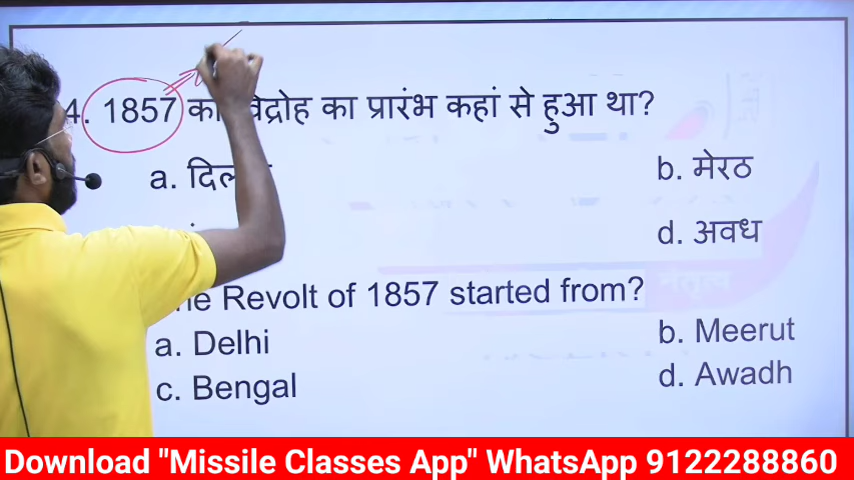 4. 1857 का विद्रोह का प्रारंभ कहां से हुआ था?
a.
b. मेरठ
d. अवध
Revolt of 1857 started from?
a. Delhi
b. Meerut
c. Bengal
d. Awadh
Download "Missile Classes App" WhatsApp 9122288860